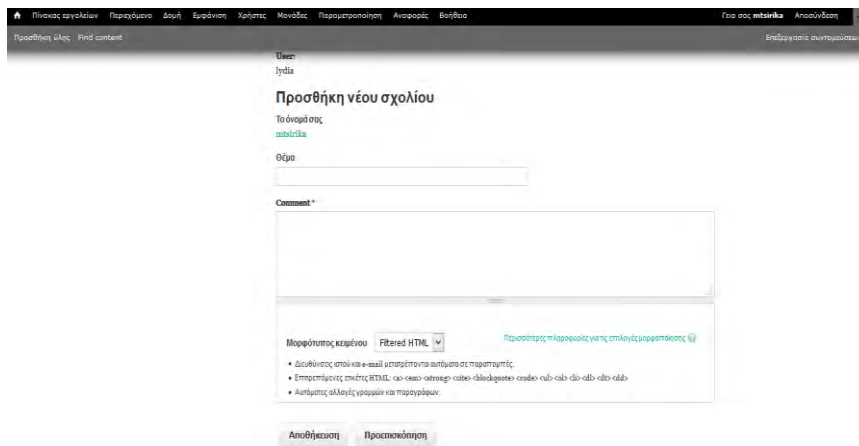 Πίνακας εργαλείων Περιεχόμενο Δομή Εμφάνιση Χρήστες Μονάδες Παραμετροποίηση Αναφορές Βοήθεια Γεια σας mtsirika Αποσύνδεση
Προσθήκη ύλης Find content Επεξεργασία συντομεύσεων
User:
lydia
Προσθήκη νέου σχολίου
Το όνομά σας
mtsirika
Θέμα
Comment *
Μορφότυπος κειμένου Filtered HTML Περισσότερες πληροφορίες για τις επιλογές μορφοποίησης
• Διευθύνσεις ιστού και e-mail μετατρέπονται αυτόματα σε παραπομπές.
• Επιτρεπόμενες ετικέτες HTML: <a> <em> <strong> <cite> <blockquote> <code> <ul> <ol> <li> <dl> <dt> <dd>
• Αυτόματες αλλαγές γραμμών και παραγράφων.
Αποθήκευση Προεπισκόπηση